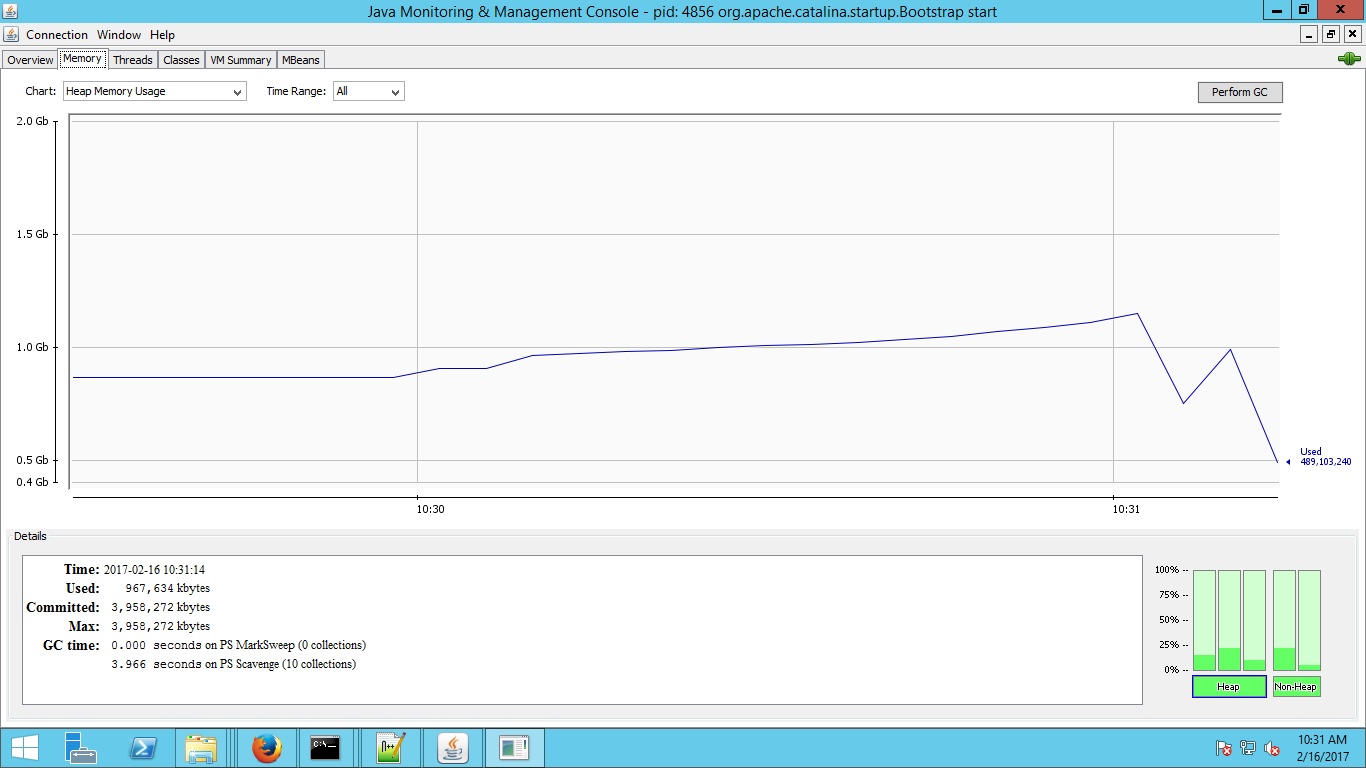 Java Monitoring & Management Console - pid: 4856 org.apache.catalina.startup.Bootstrap start
Connection Window Help
Overview Memory Threads Classes VM Summary MBeans
Chart: Heap Memory Usage Time Range: All Perform GC
2.0 Gb
1.5 Gb
1.0 Gb
0.5 Gb
0.4 Gb
Used
489,103,240
10:30 10:31
Details
Time: 2017-02-16 10:31:14
Used: 967,634 kbytes
Committed: 3,958,272 kbytes
Max: 3,958,272 kbytes
GC time: 0.000 seconds on PS MarkSweep (0 collections)
3.966 seconds on PS Scavenge (10 collections)
100% --
75% --
50% --
25% --
0% --
Heap Non-Heap
C:\_
10:31 AM
2/16/2017